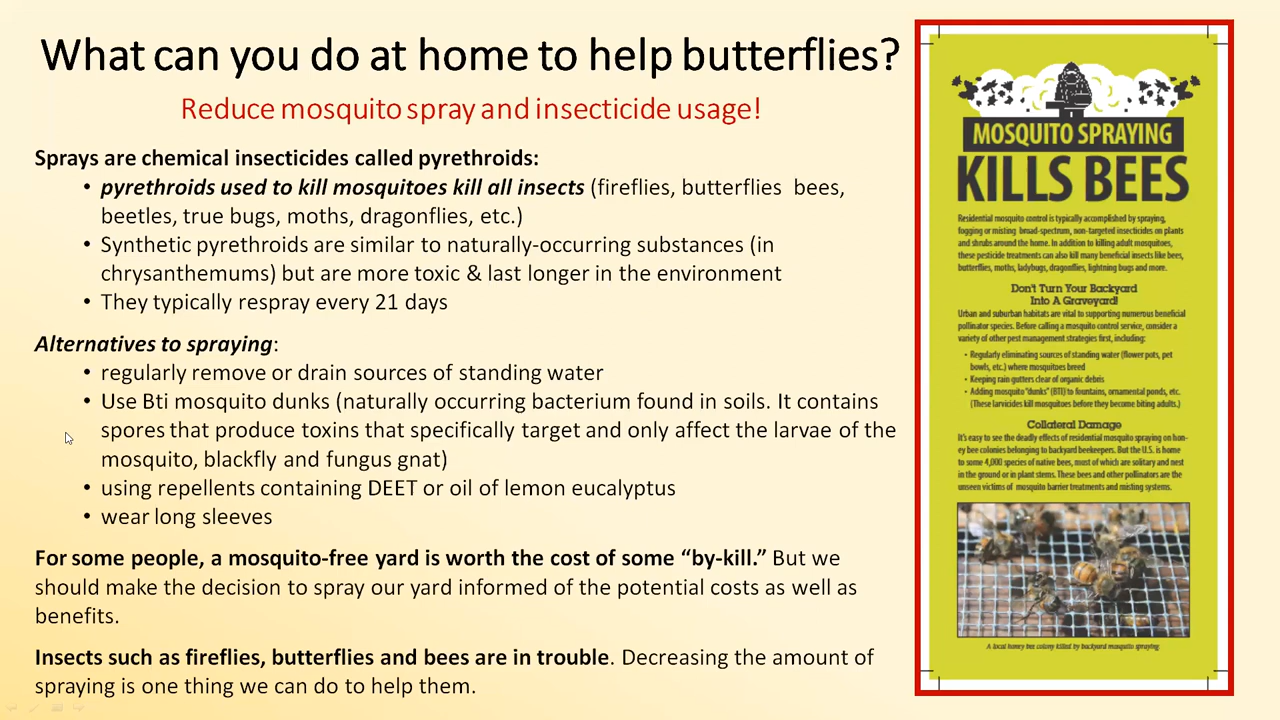 What can you do at home to help butterflies?
Reduce mosquito spray and insecticide usage!
Sprays are chemical insecticides called pyrethroids:
• pyrethroids used to kill mosquitoes kill all insects (fireflies, butterflies bees,
beetles, true bugs, moths, dragonflies, etc.)
• Synthetic pyrethroids are similar to naturally-occurring substances (in
chrysanthemums) but are more toxic & last longer in the environment
• They typically respray every 21 days
Alternatives to spraying:
• regularly remove or drain sources of standing water
• Use Bti mosquito dunks (naturally occurring bacterium found in soils. It contains
spores that produce toxins that specifically target and only affect the larvae of the
mosquito, blackfly and fungus gnat)
• using repellents containing DEET or oil of lemon eucalyptus
• wear long sleeves
For some people, a mosquito-free yard is worth the cost of some “by-kill.” But we
should make the decision to spray our yard informed of the potential costs as well as
benefits.
Insects such as fireflies, butterflies and bees are in trouble. Decreasing the amount of
spraying is one thing we can do to help them.
MOSQUITO SPRAYING
KILLS BEES
Residential mosquito control is typically accomplished by spraying,
fogging or misting broad-spectrum, non-targeted insecticides on plants
and shrubs around the home. In addition to killing adult mosquitoes,
these pesticide treatments can also kill many beneficial insects like bees,
butterflies, moths, ladybugs, dragonflies, lightning bugs and more.
Don't Turn Your Backyard
Into A Graveyard!
Urban and suburban habitats are vital to supporting numerous beneficial
pollinator species. Before calling a mosquito control service, consider a
variety of other pest management strategies first, including:
• Regularly eliminating sources of standing water (flower pots, pet
bowls, etc.) where mosquitoes breed
• Keeping rain gutters clear of organic debris
• Adding mosquito "dunks" (BTI) to fountains, ornamental ponds, etc.
(These larvicides kill mosquitoes before they become biting adults.)
Collateral Damage
It's easy to see the deadly effects of residential mosquito spraying on hon-
ey bee colonies belonging to backyard beekeepers. But the U.S. is home
to some 4,000 species of native bees, most of which are solitary and nest
in the ground or in plant stems. These bees and other pollinators are the
unseen victims of mosquito barrier treatments and misting systems.
A local honey bee colony killed by backyard mosquito spraying.